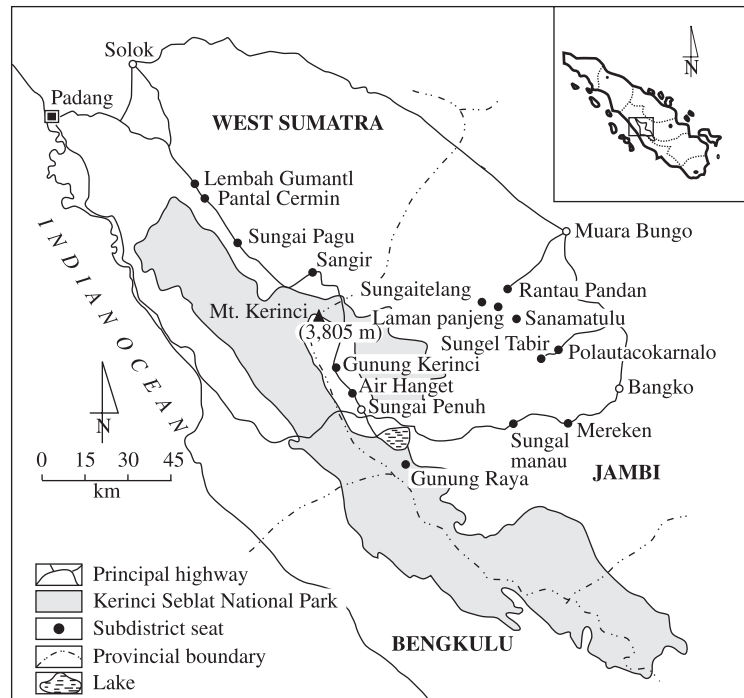 Solok
N
Padang
WEST SUMATRA
Lembah Gumantl
Pantal Cermin
INDIAN OCEAN
Muara Bungo
Sungai Pagu
Sangir
Sungaitelang
Rantau Pandan
Mt. Kerinci
(3,805 m)
Laman panjeng
Sanamatulu
Sungel Tabir
Polautacokarnalo
Gunung Kerinci
Air Hanget
Bangko
Sungai Penuh
N
Sungal
manau
Mereken
0 15 30 45
km
Gunung Raya
JAMBI
Principal highway
Kerinci Seblat National Park
Subdistrict seat
BENGKULU
Provincial boundary
Lake